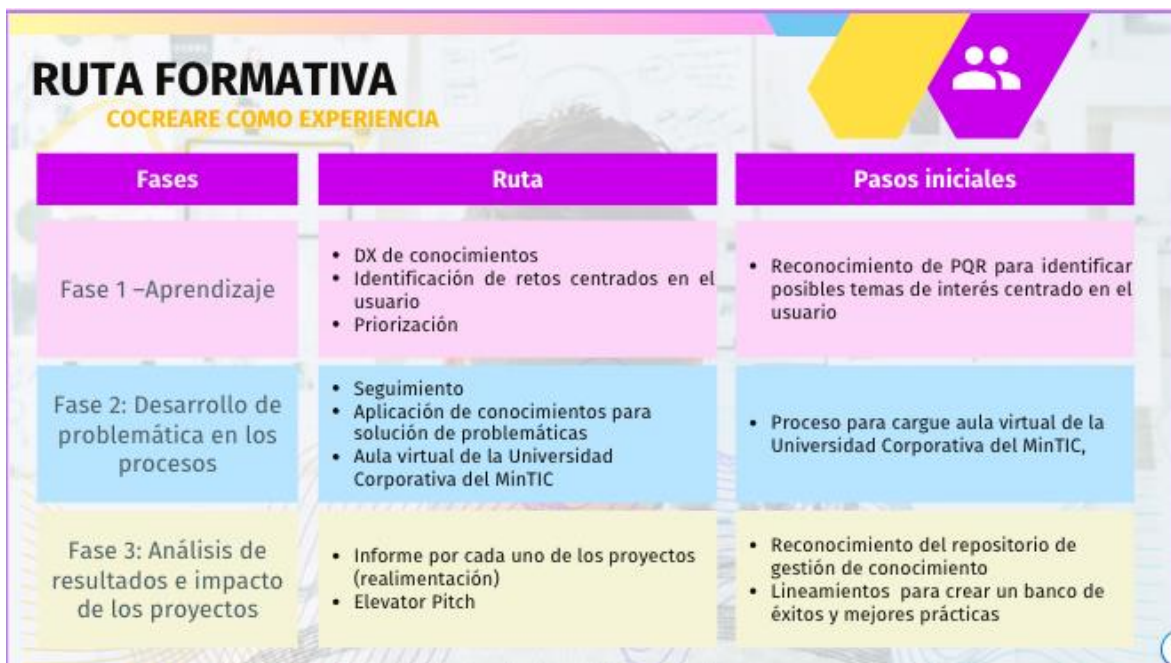 RUTA FORMATIVA
COCREARE COMO EXPERIENCIA
Fases
Ruta
Pasos iniciales
Fase 1 –Aprendizaje
• DX de conocimientos
• Identificación de retos centrados en el
usuario
• Priorización
• Reconocimiento de PQR para identificar
posibles temas de interés centrado en el
usuario
Fase 2: Desarrollo de
problemática en los
procesos
• Seguimiento
• Aplicación de conocimientos para
solución de problemáticas
• Aula virtual de la Universidad
Corporativa del MinTIC
• Proceso para cargue aula virtual de la
Universidad Corporativa del MinTIC,
Fase 3: Análisis de
resultados e impacto
de los proyectos
• Informe por cada uno de los proyectos
(realimentación)
• Elevator Pitch
• Reconocimiento del repositorio de
gestión de conocimiento
• Lineamientos para crear un banco de
éxitos y mejores prácticas